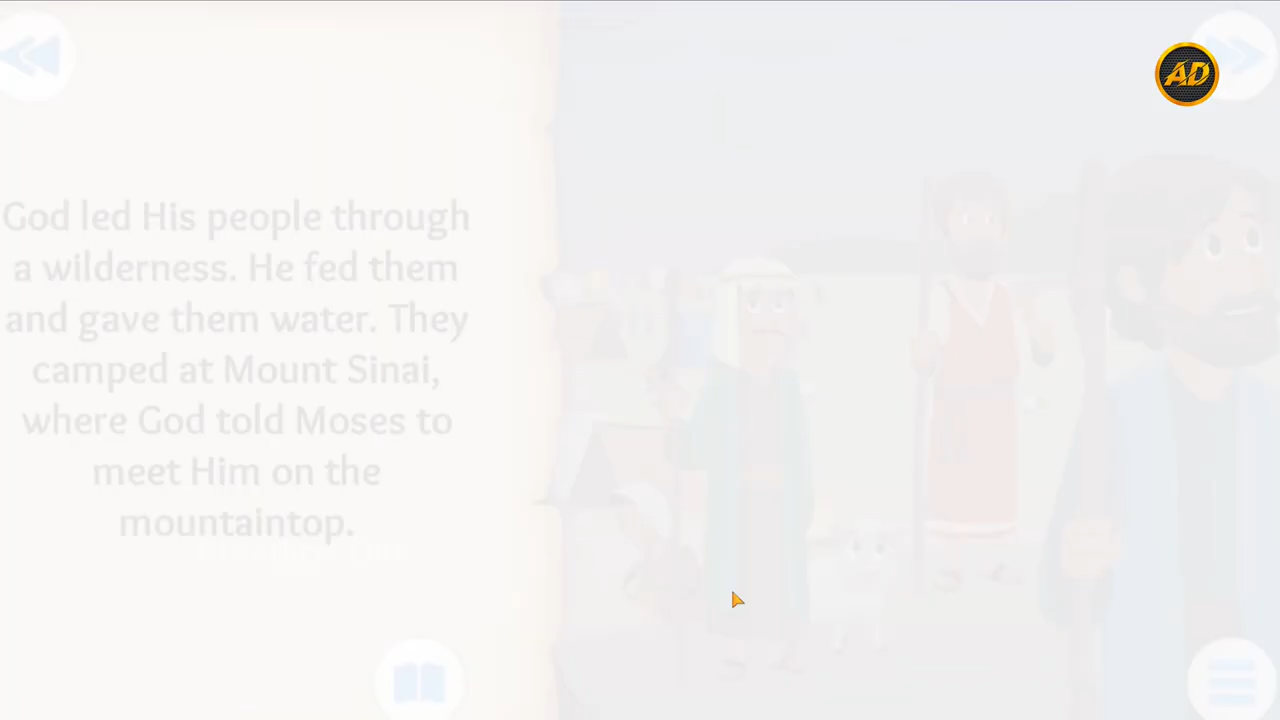 AD
God led His people through
a wilderness. He fed them
and gave them water. They
camped at Mount Sinai,
where God told Moses to
meet Him on the
mountaintop.